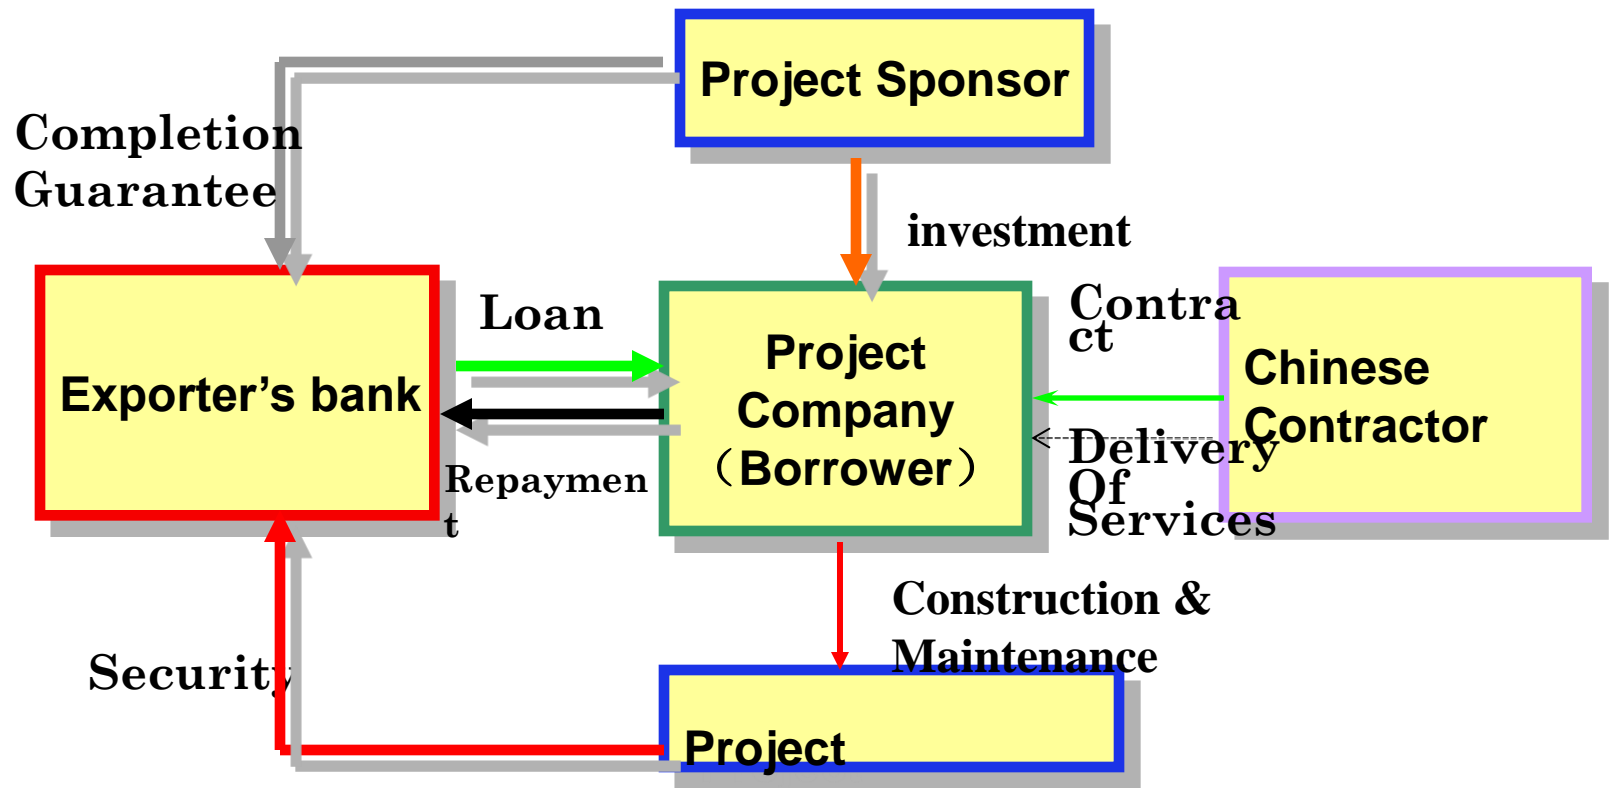 Project Sponsor
Completion
Guarantee
investment
Loan
Contra
ct
Exporter’s bank
Project
Company
（Borrower）
Chinese
Contractor
Repaymen
t
Delivery
Of
Services
Construction &
Maintenance
Security
Project